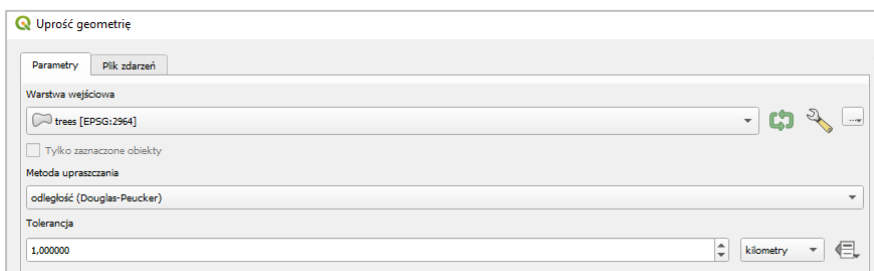 Uprość geometrię
Parametry Plik zdarzeń
Warstwa wejściowa
trees [EPSG:2964]
Tylko zaznaczone obiekty
Metoda upraszczania
odległość (Douglas-Peucker)
Tolerancja
1,000000 kilometry